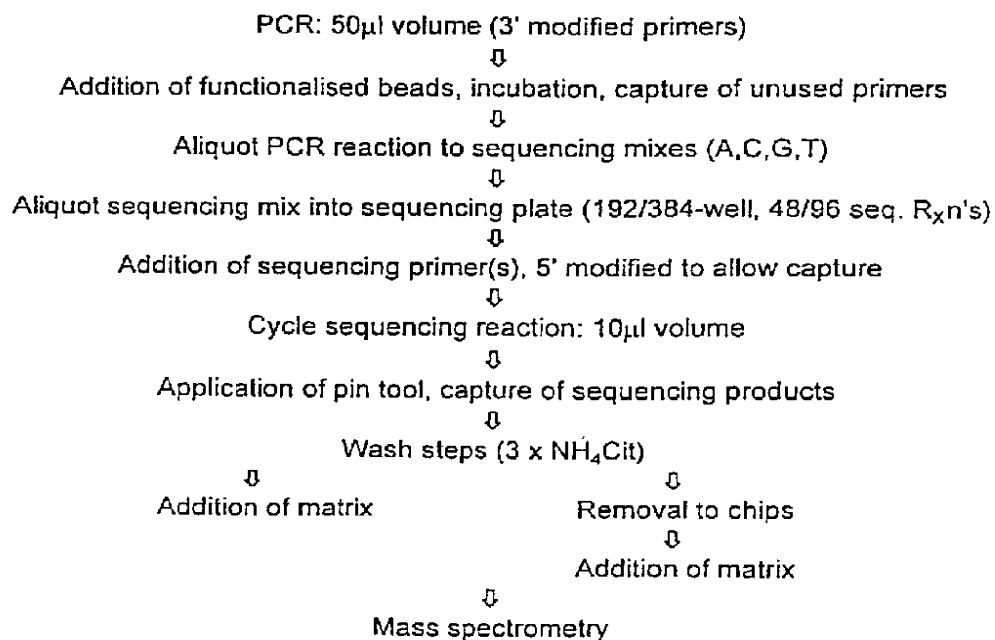 PCR: 50µl volume (3' modified primers)
⇩
Addition of functionalised beads, incubation, capture of unused primers
⇩
Aliquot PCR reaction to sequencing mixes (A,C,G,T)
⇩
Aliquot sequencing mix into sequencing plate (192/384-well, 48/96 seq. RXn's)
⇩
Addition of sequencing primer(s), 5' modified to allow capture
⇩
Cycle sequencing reaction: 10µl volume
⇩
Application of pin tool, capture of sequencing products
⇩
Wash steps (3 x NH4Cit)
⇩ ⇩
Addition of matrix Removal to chips
⇩
Addition of matrix
⇩
Mass spectrometry